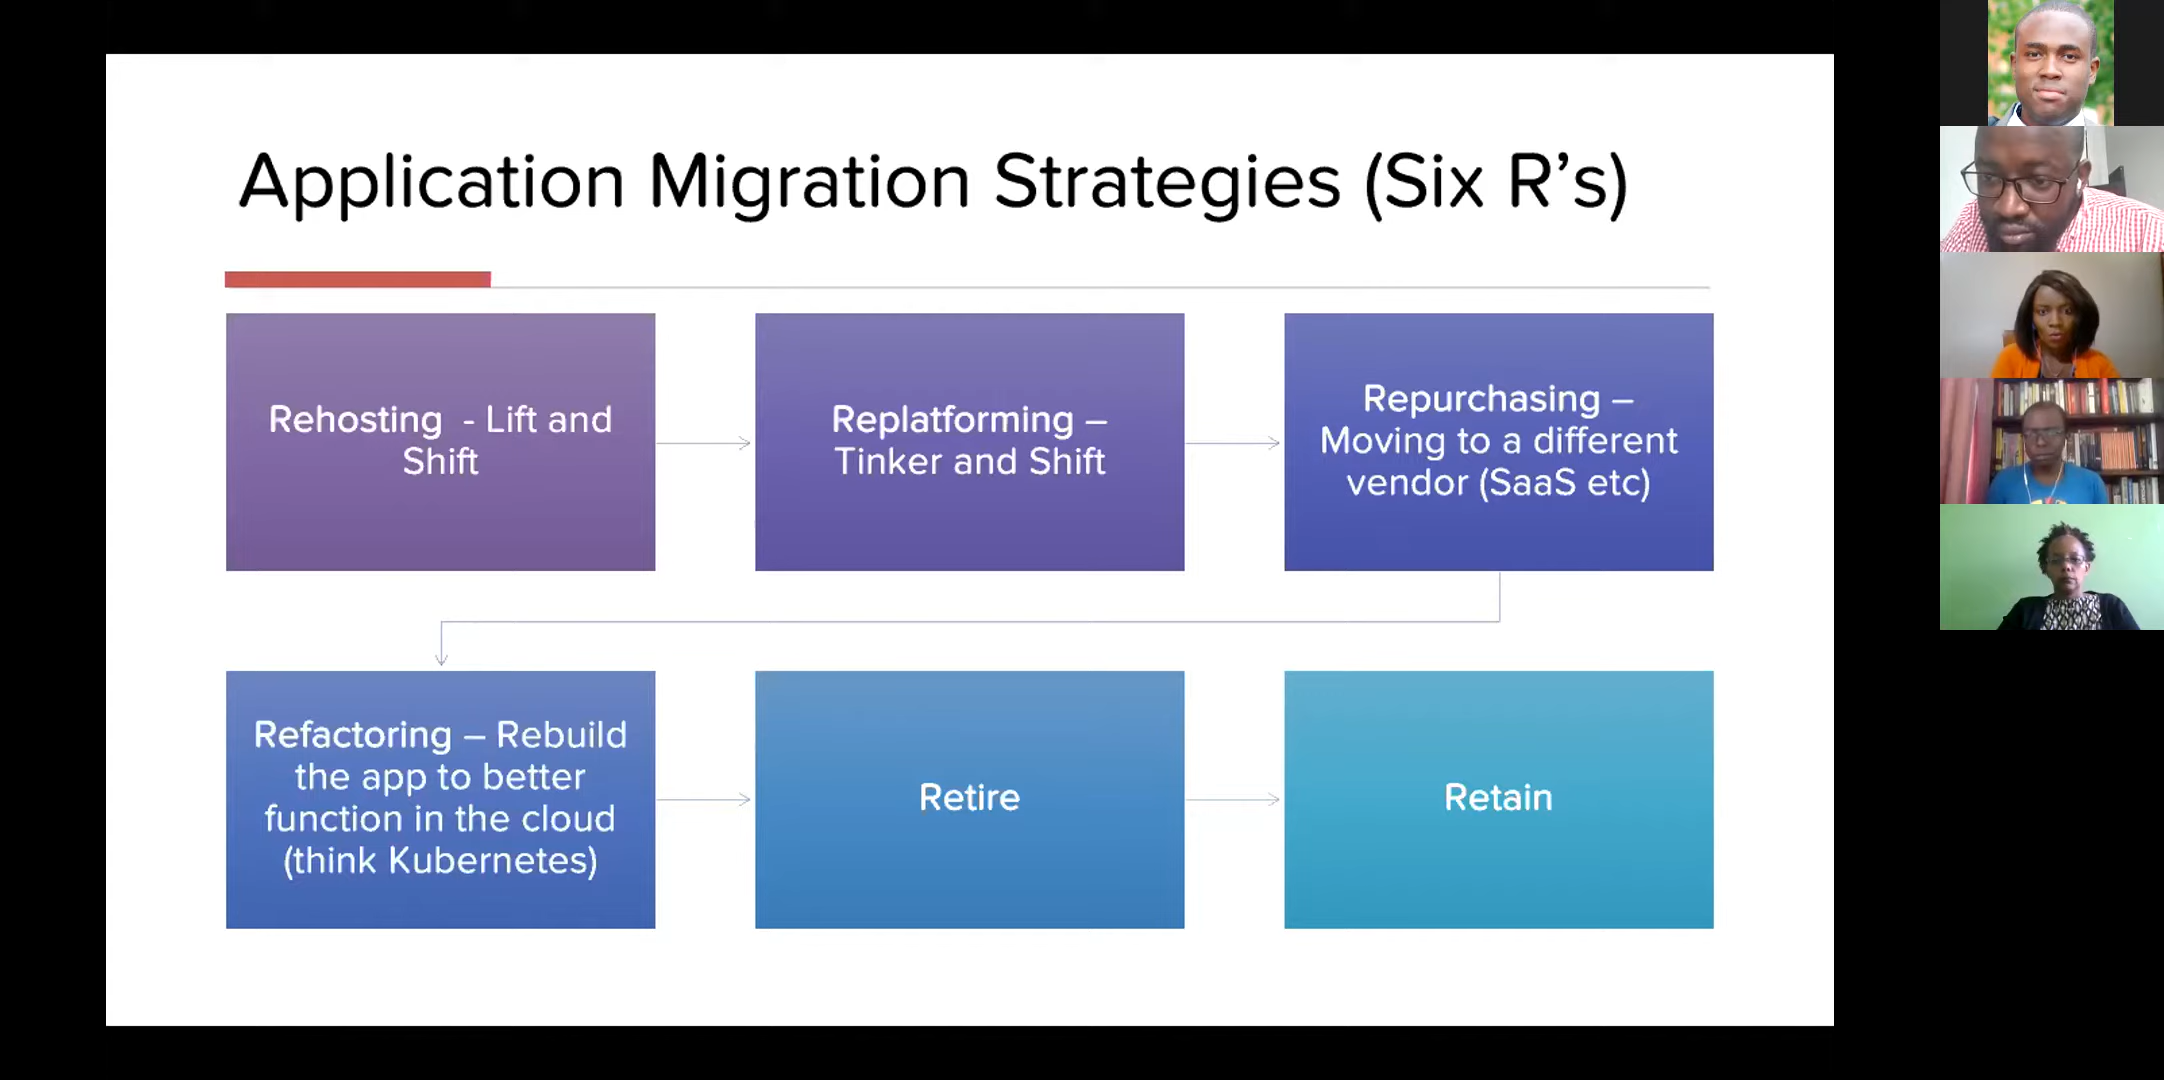 Application Migration Strategies (Six R’s)
Rehosting - Lift and
Shift
Replatforming –
Tinker and Shift
Repurchasing –
Moving to a different
vendor (SaaS etc)
Refactoring – Rebuild
the app to better
function in the cloud
(think Kubernetes)
Retire
Retain